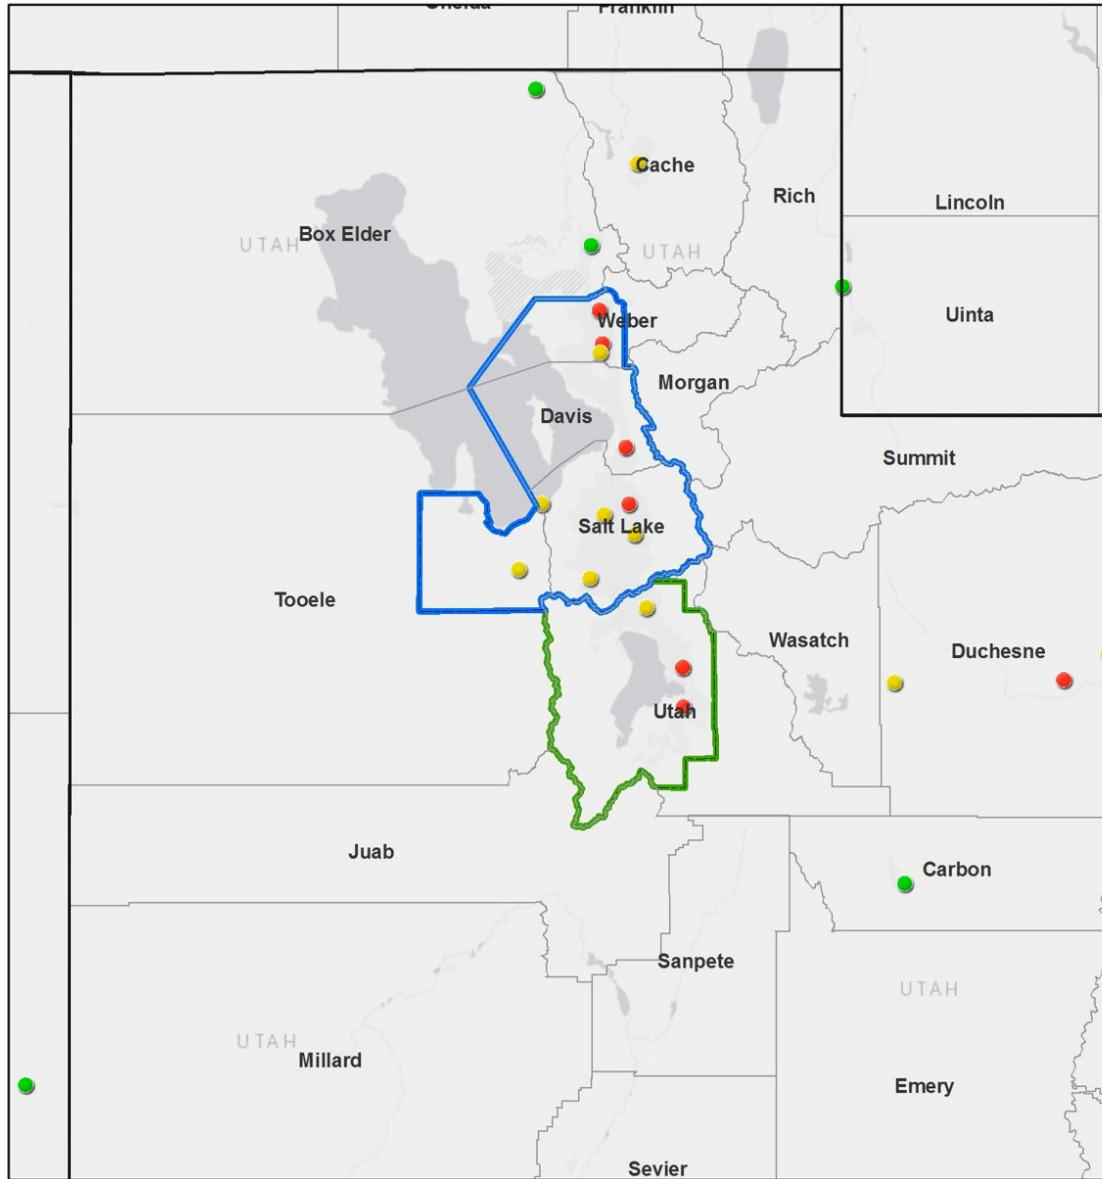 Oneida
Franklin
Cache
Rich
Lincoln
Box Elder
UTAH
UTAH
Uinta
Weber
Morgan
Davis
Summit
Salt Lake
Tooele
Wasatch
Duchesne
Utah
Juab
Carbon
Sanpete
UTAH
UTAH
Millard
Emery
Sevier